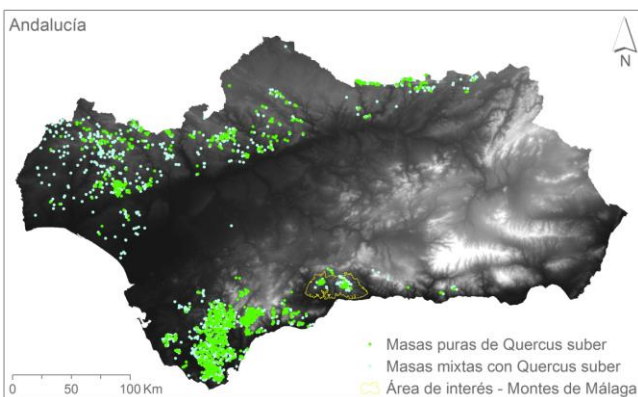 Andalucía
N
Masas puras de Quercus suber
Masas mixtas con Quercus suber
Área de interés - Montes de Málaga
0 50 100 Km